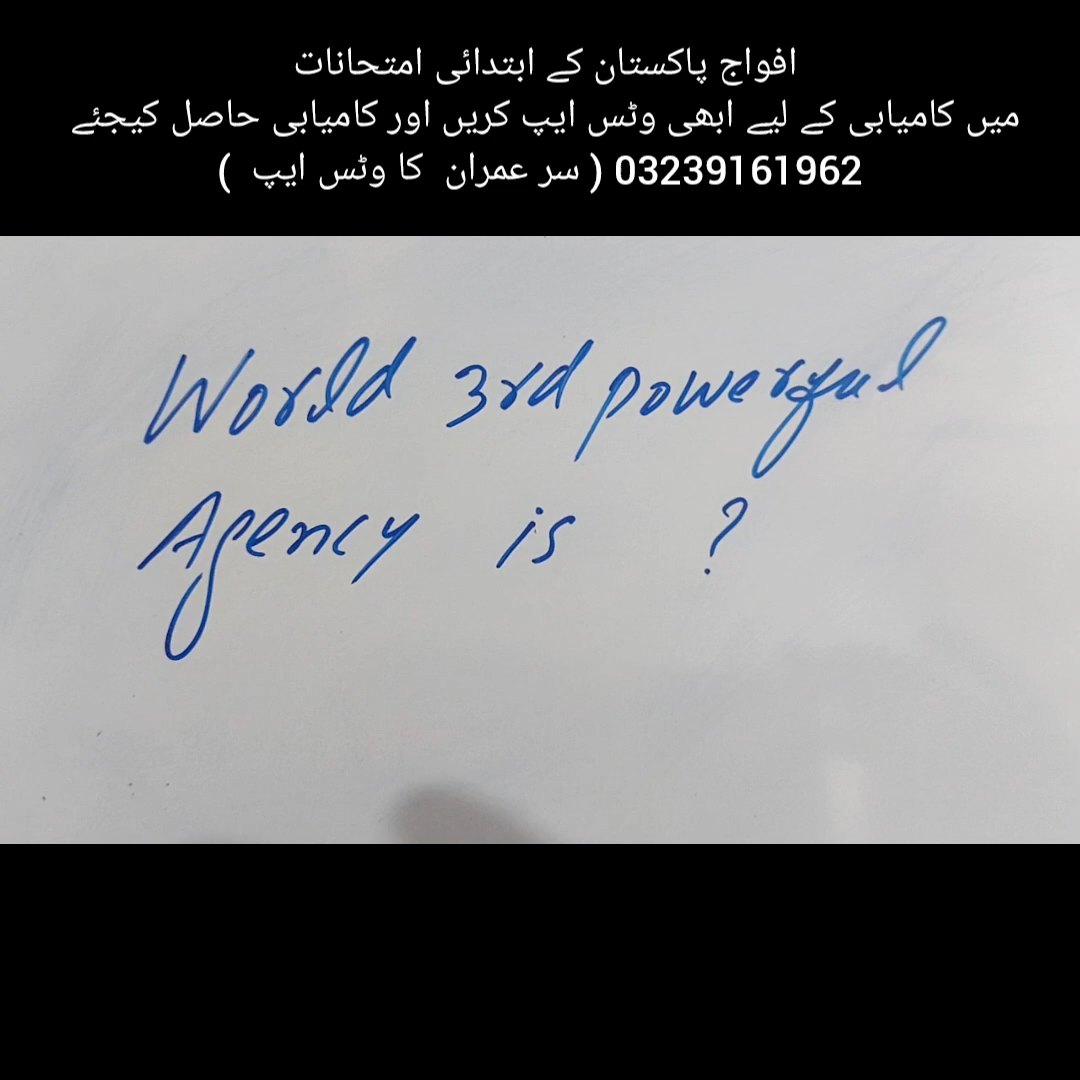 افواج پاکستان کے ابتدائی امتحانات
میں کامیابی کے لیے ابھی وٹس ایپ کریں اور کامیابی حاصل کیجئے
03239161962 ( سر عمران کا وٹس ایپ )
World 3rd powerful
Agency is ?